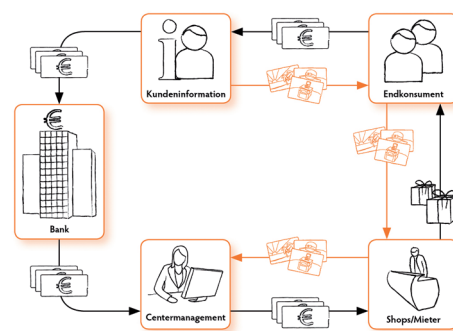 €
€
Kundeninformation
Endkonsument
€
€
Bank
€
Centermanagement
€
Shops/Mieter